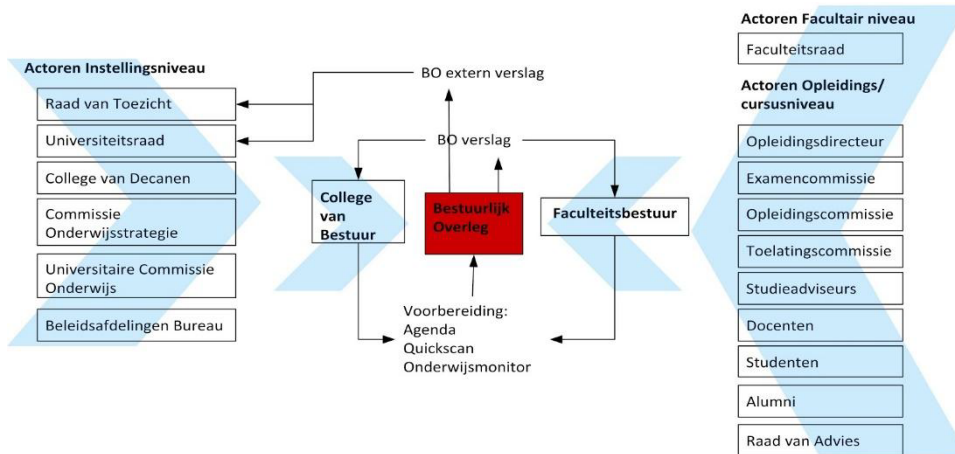 Actoren Instellingsniveau
Raad van Toezicht
Universiteitsraad
College van Decanen
Commissie
Onderwijsstrategie
Universitaire Commissie
Onderwijs
Beleidsafdelingen Bureau
BO extern verslag
BO verslag
College
van
Bestuur
Bestuurlijk
Overleg
Faculteitsbestuur
Voorbereiding:
Agenda
Quickscan
Onderwijsmonitor
Actoren Facultair niveau
Faculteitsraad
Actoren Opleidings/
cursusniveau
Opleidingsdirecteur
Examencommissie
Opleidingscommissie
Toelatingscommissie
Studieadviseurs
Docenten
Studenten
Alumni
Raad van Advies